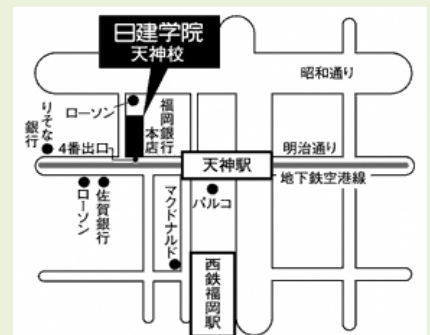 日建学院
天神校
昭和通り
ローソン
福岡銀行
本店
りそな
銀行
4番出口
天神駅
明治通り
地下鉄空港線
ローソン
佐賀銀行
マクドナルド
パルコ
西鉄福岡駅